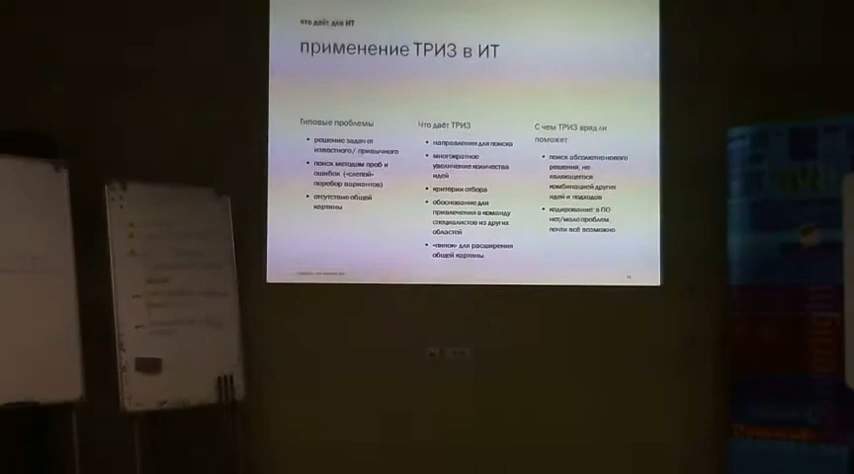 что даёт для ИТ
применение ТРИЗ в ИТ
Типовые проблемы
• решение задач от
известного / привычного
• поиск методом проб и
ошибок («слепой»
перебор вариантов)
• отсутствие общей
картины
Что даёт ТРИЗ
• направления для поиска
• многократное
увеличение количества
идей
• критерии отбора
• обоснование для
привлечения в команду
специалистов из других
областей
• «пинок» для расширения
общей картины
С чем ТРИЗ вряд ли
поможет
• поиск абсолютно нового
решения, не
являющегося
комбинацией других
идей и подходов
• кодирование: в ПО
нет/мало проблем,
почти всё возможно